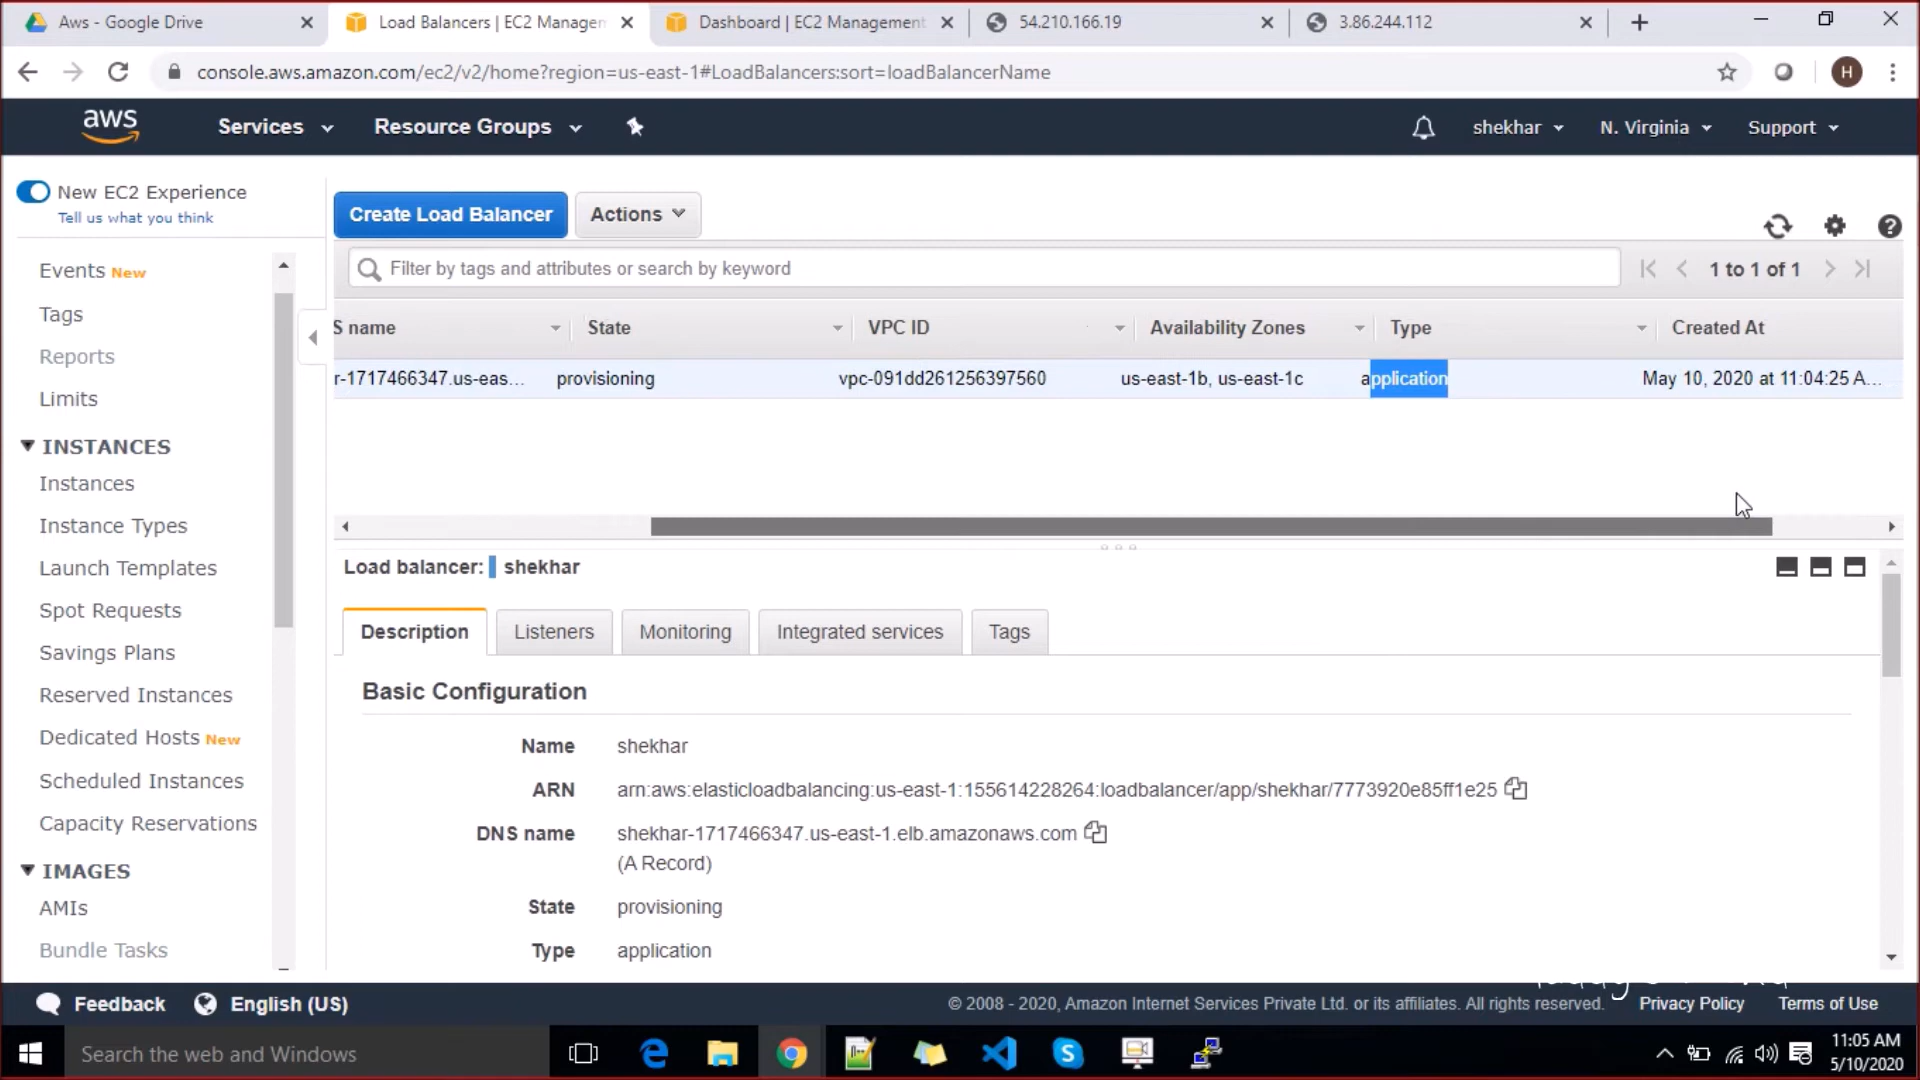 Aws - Google Drive
Load Balancers | EC2 Manager
Dashboard | EC2 Management
54.210.166.19
3.86.244.112
console.aws.amazon.com/ec2/v2/home?region=us-east-1#LoadBalancers:sort=loadBalancerName
H
aws
Services
Resource Groups
shekhar
N. Virginia
Support
New EC2 Experience
Tell us what you think
Events New
Tags
Reports
Limits
INSTANCES
Instances
Instance Types
Launch Templates
Spot Requests
Savings Plans
Reserved Instances
Dedicated Hosts New
Scheduled Instances
Capacity Reservations
IMAGES
AMIs
Bundle Tasks
Create Load Balancer
Actions
Filter by tags and attributes or search by keyword
1 to 1 of 1
S name State VPC ID Availability Zones Type Created At
r-1717466347.us-eas... provisioning vpc-091dd261256397560 us-east-1b, us-east-1c application May 10, 2020 at 11:04:25 A...
Load balancer: shekhar
Description
Listeners
Monitoring
Integrated services
Tags
Basic Configuration
Name shekhar
ARN arn:aws:elasticloadbalancing:us-east-1:155614228264:loadbalancer/app/shekhar/7773920e85ff1e25
DNS name shekhar-1717466347.us-east-1.elb.amazonaws.com
(A Record)
State provisioning
Type application
Feedback
English (US)
© 2008 - 2020, Amazon Internet Services Private Ltd. or its affiliates. All rights reserved.
Privacy Policy
Terms of Use
Search the web and Windows
11:05 AM
5/10/2020